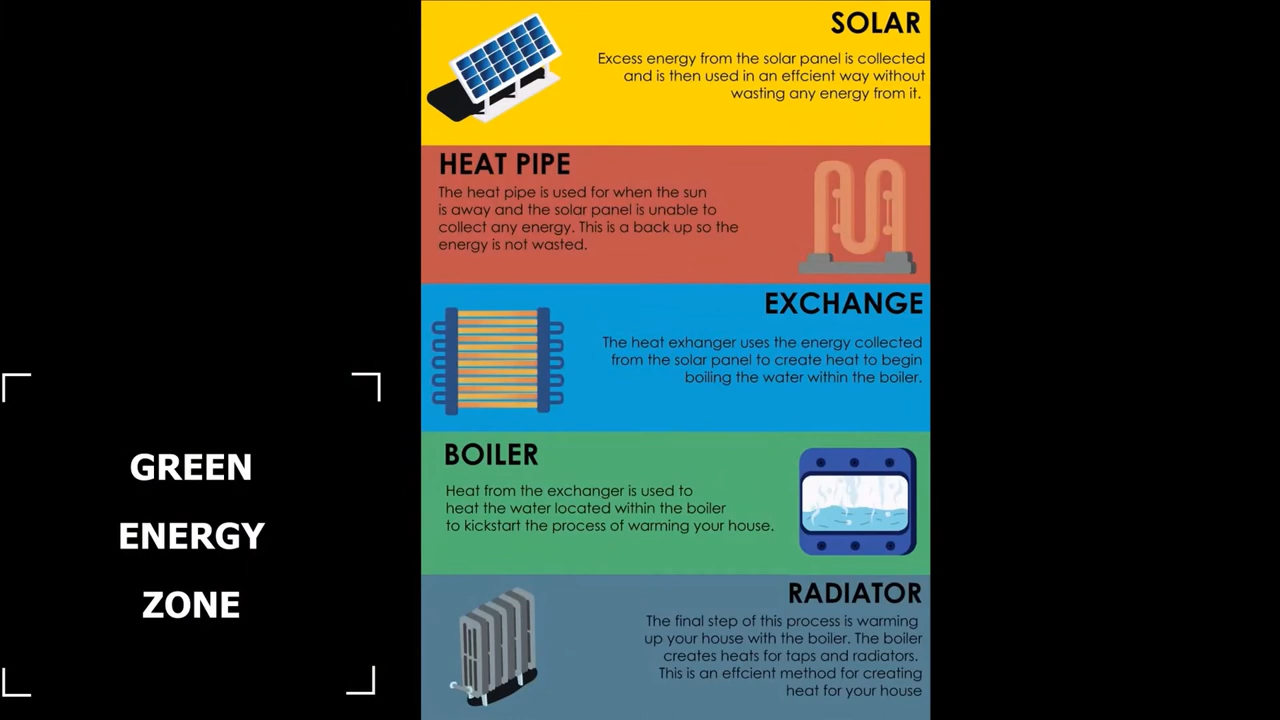 GREEN
ENERGY
ZONE
SOLAR
Excess energy from the solar panel is collected
and is then used in an effcient way without
wasting any energy from it.
HEAT PIPE
The heat pipe is used for when the sun
is away and the solar panel is unable to
collect any energy. This is a back up so the
energy is not wasted.
EXCHANGE
The heat exhanger uses the energy collected
from the solar panel to create heat to begin
boiling the water within the boiler.
BOILER
Heat from the exchanger is used to
heat the water located within the boiler
to kickstart the process of warming your house.
RADIATOR
The final step of this process is warming
up your house with the boiler. The boiler
creates heats for taps and radiators.
This is an effcient method for creating
heat for your house